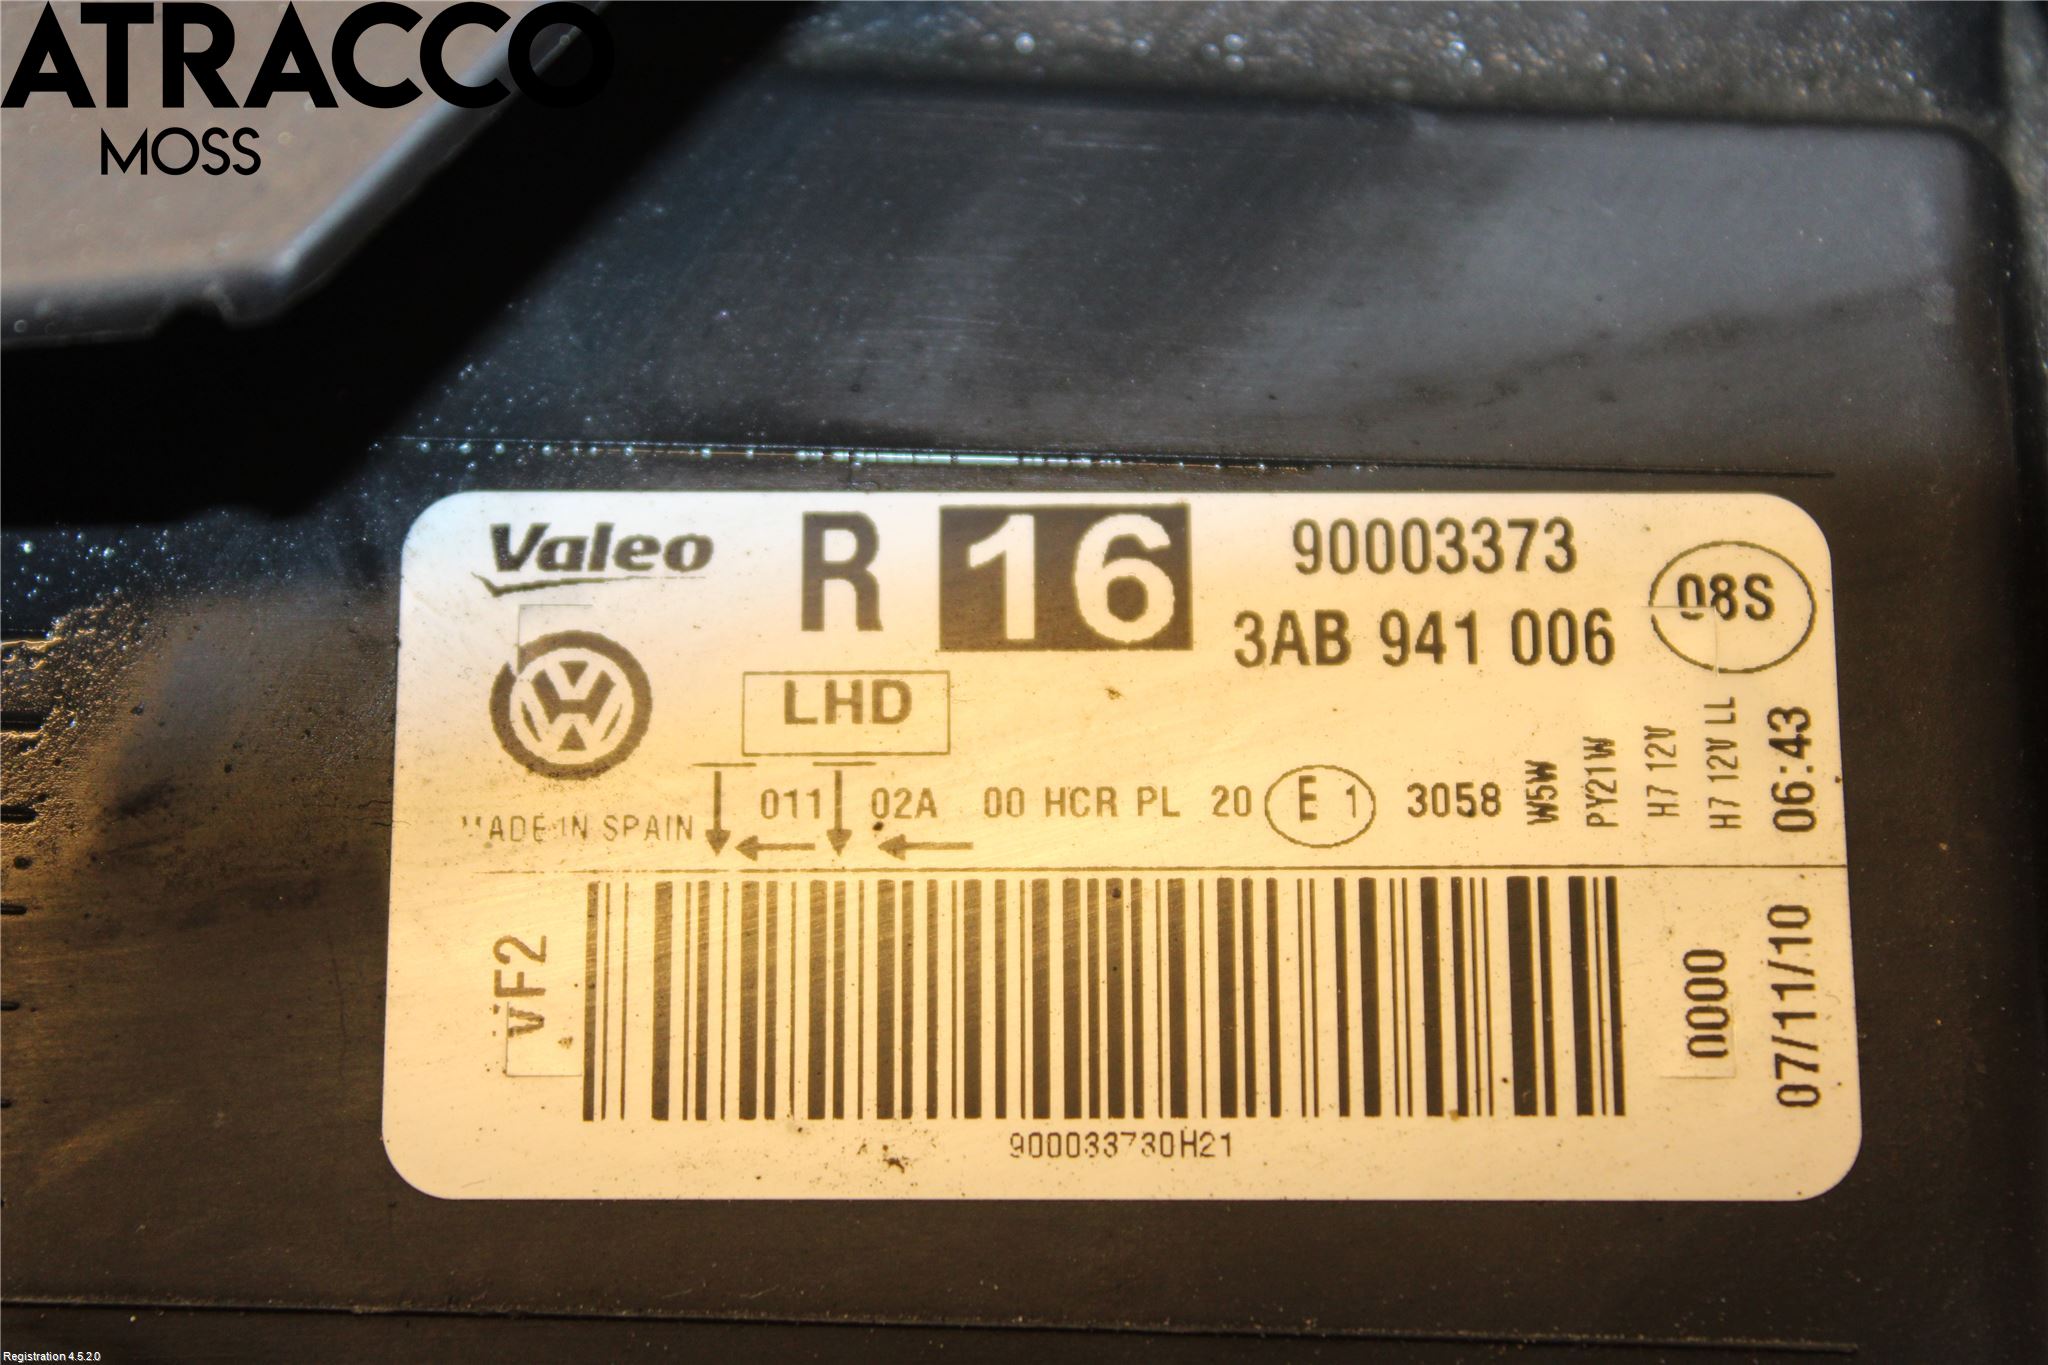 ATRACCO
MOSS
Valeo R 16 90003373
3AB 941 006 08S
LHD
MADE IN SPAIN 011 02A 00 HCR PL 20 E 1 3058
W5W
PY21W
H7 12V
H7 12V LL
06:43
VF2
0000
07/11/10
900033730H21
Registration 4.5.2.0